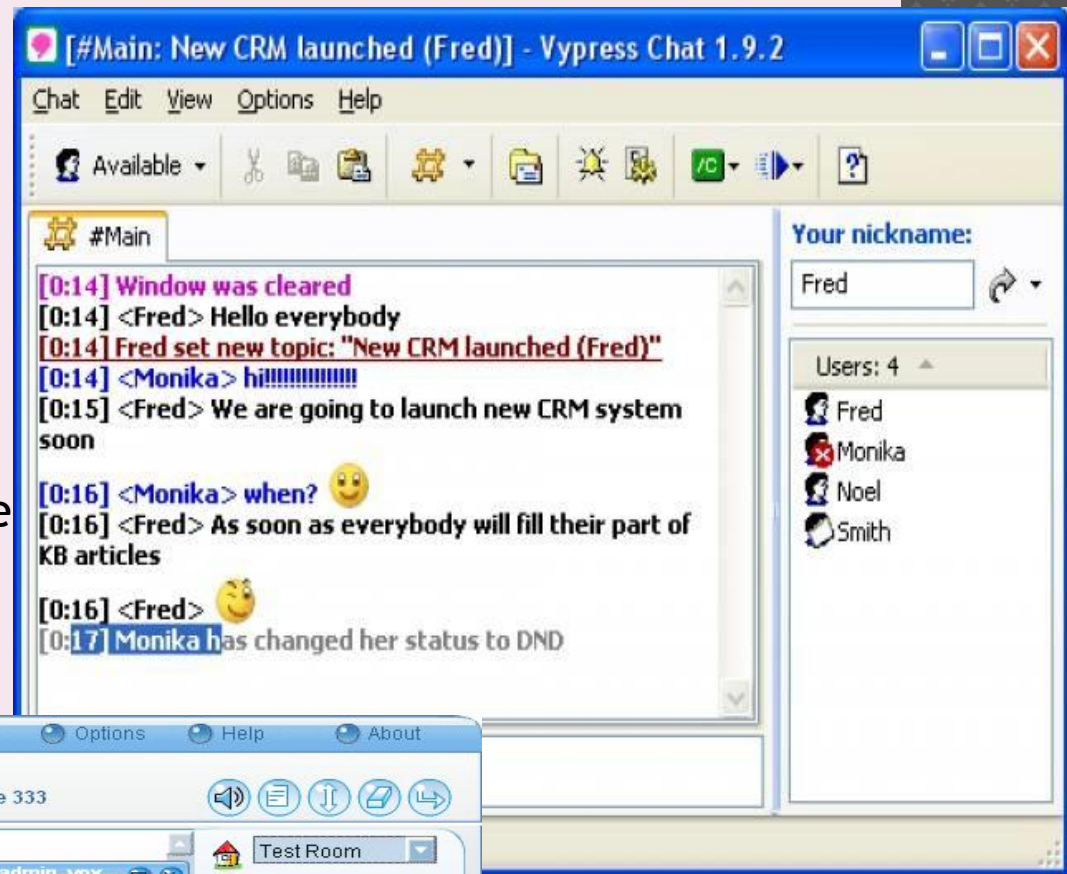 [#Main: New CRM launched (Fred)] - Vypress Chat 1.9.2
Chat Edit View Options Help
Available
/C
#Main
[0:14] Window was cleared
[0:14] <Fred> Hello everybody
[0:14] Fred set new topic: "New CRM launched (Fred)"
[0:14] <Monika> hi!!!!!!!!!!!!!!!
[0:15] <Fred> We are going to launch new CRM system
soon
[0:16] <Monika> when?
[0:16] <Fred> As soon as everybody will fill their part of
KB articles
[0:16] <Fred>
[0:17] Monika has changed her status to DND
Your nickname:
Fred
Users: 4
Fred
Monika
Noel
Smith
e
Options Help About
e 333
Test Room